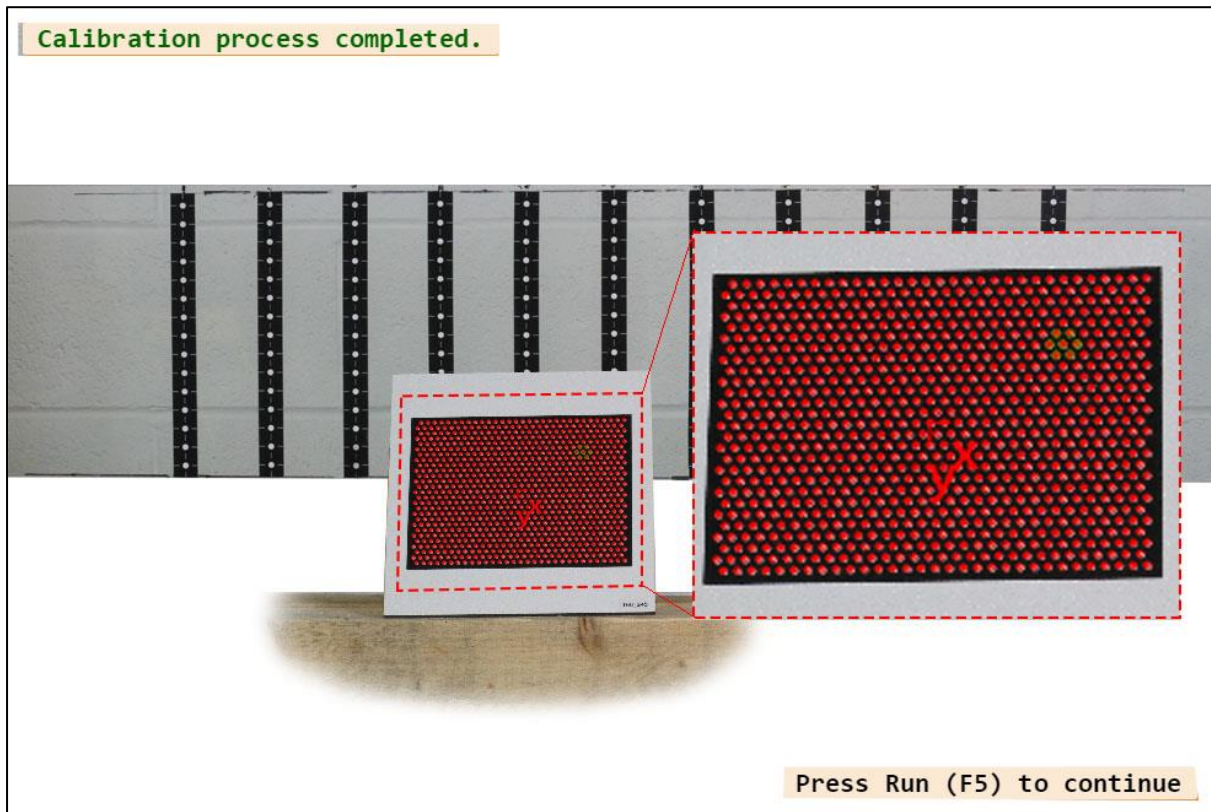 Calibration process completed.
x
y
x
y
Press Run (F5) to continue